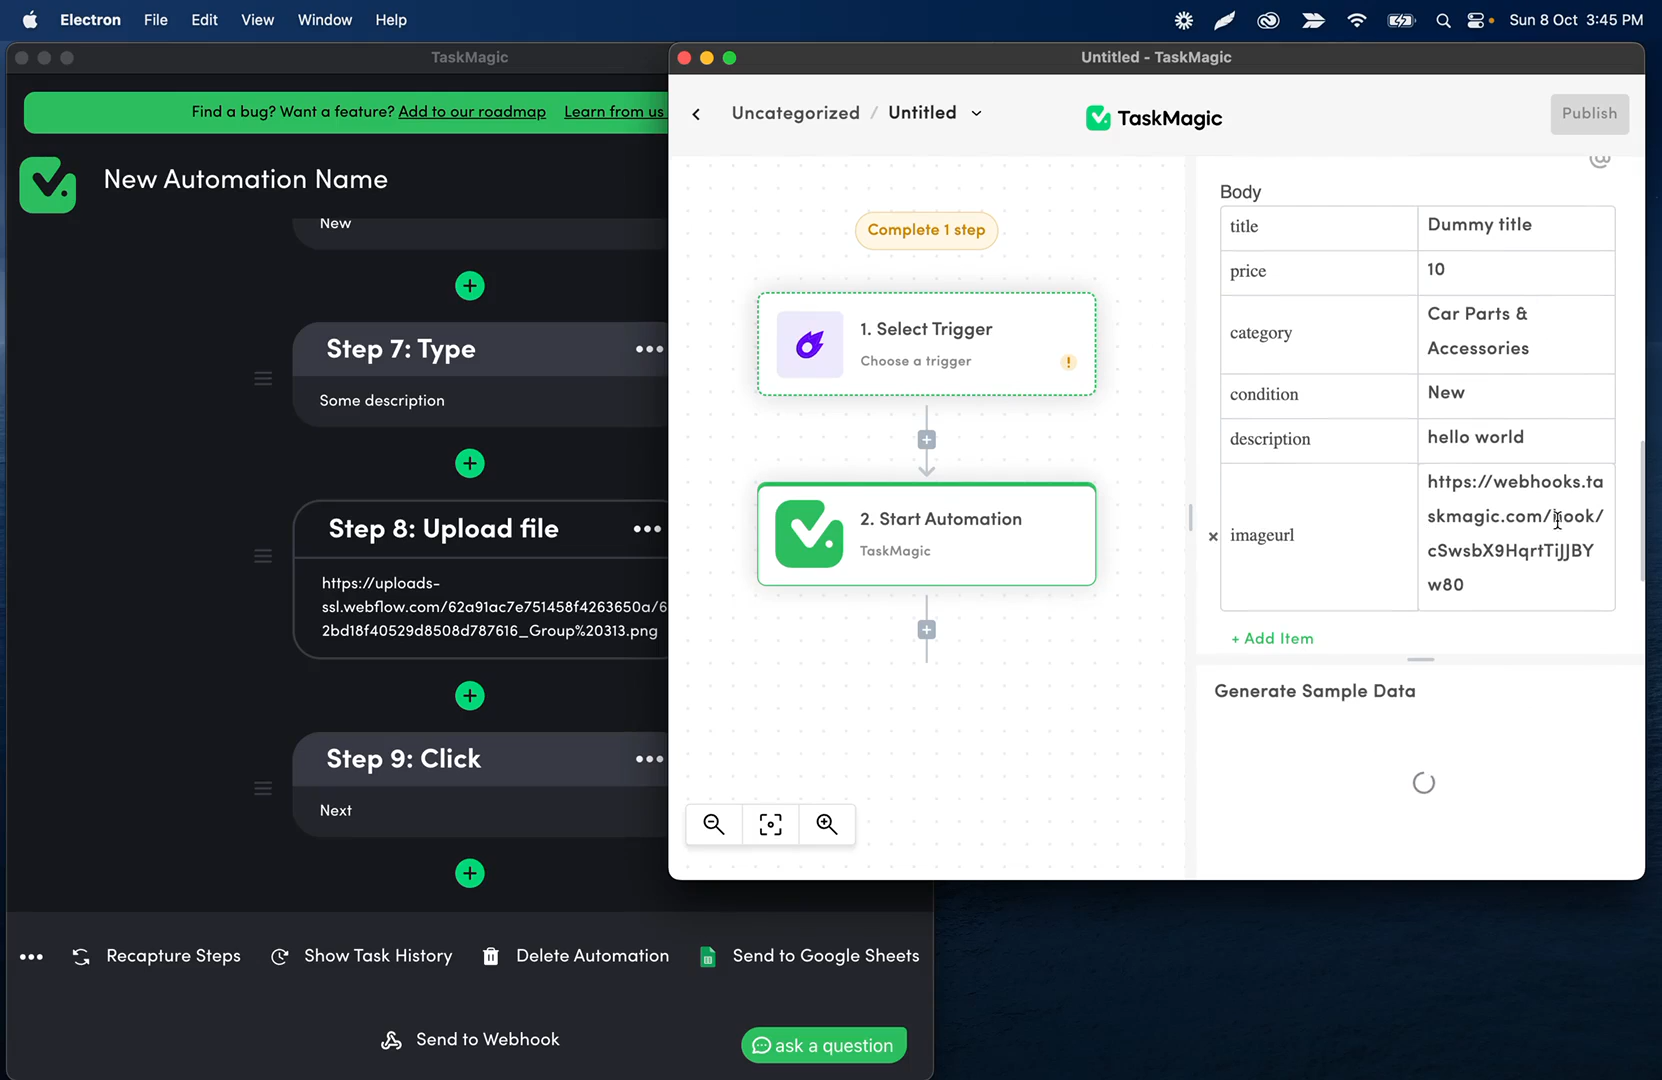 Electron File Edit View Window Help Sun 8 Oct 3:45 PM
TaskMagic
Find a bug? Want a feature? Add to our roadmap Learn from us
New Automation Name
New
Step 7: Type
Some description
Step 8: Upload file
https://uploads-
ssl.webflow.com/62a91ac7e751458f4263650a/6
2bd18f40529d8508d787616_Group%20313.png
Step 9: Click
Next
Recapture Steps Show Task History Delete Automation Send to Google Sheets
Send to Webhook
ask a question
Untitled - TaskMagic
Uncategorized / Untitled
TaskMagic
Publish
Complete 1 step
1. Select Trigger
Choose a trigger
!
2. Start Automation
TaskMagic
@
Body
title Dummy title
price 10
category Car Parts &
Accessories
condition New
description hello world
imageurl https://webhooks.ta
skmagic.com/hook/
cSwsbX9HqrtTiJJBY
w80
+ Add Item
Generate Sample Data